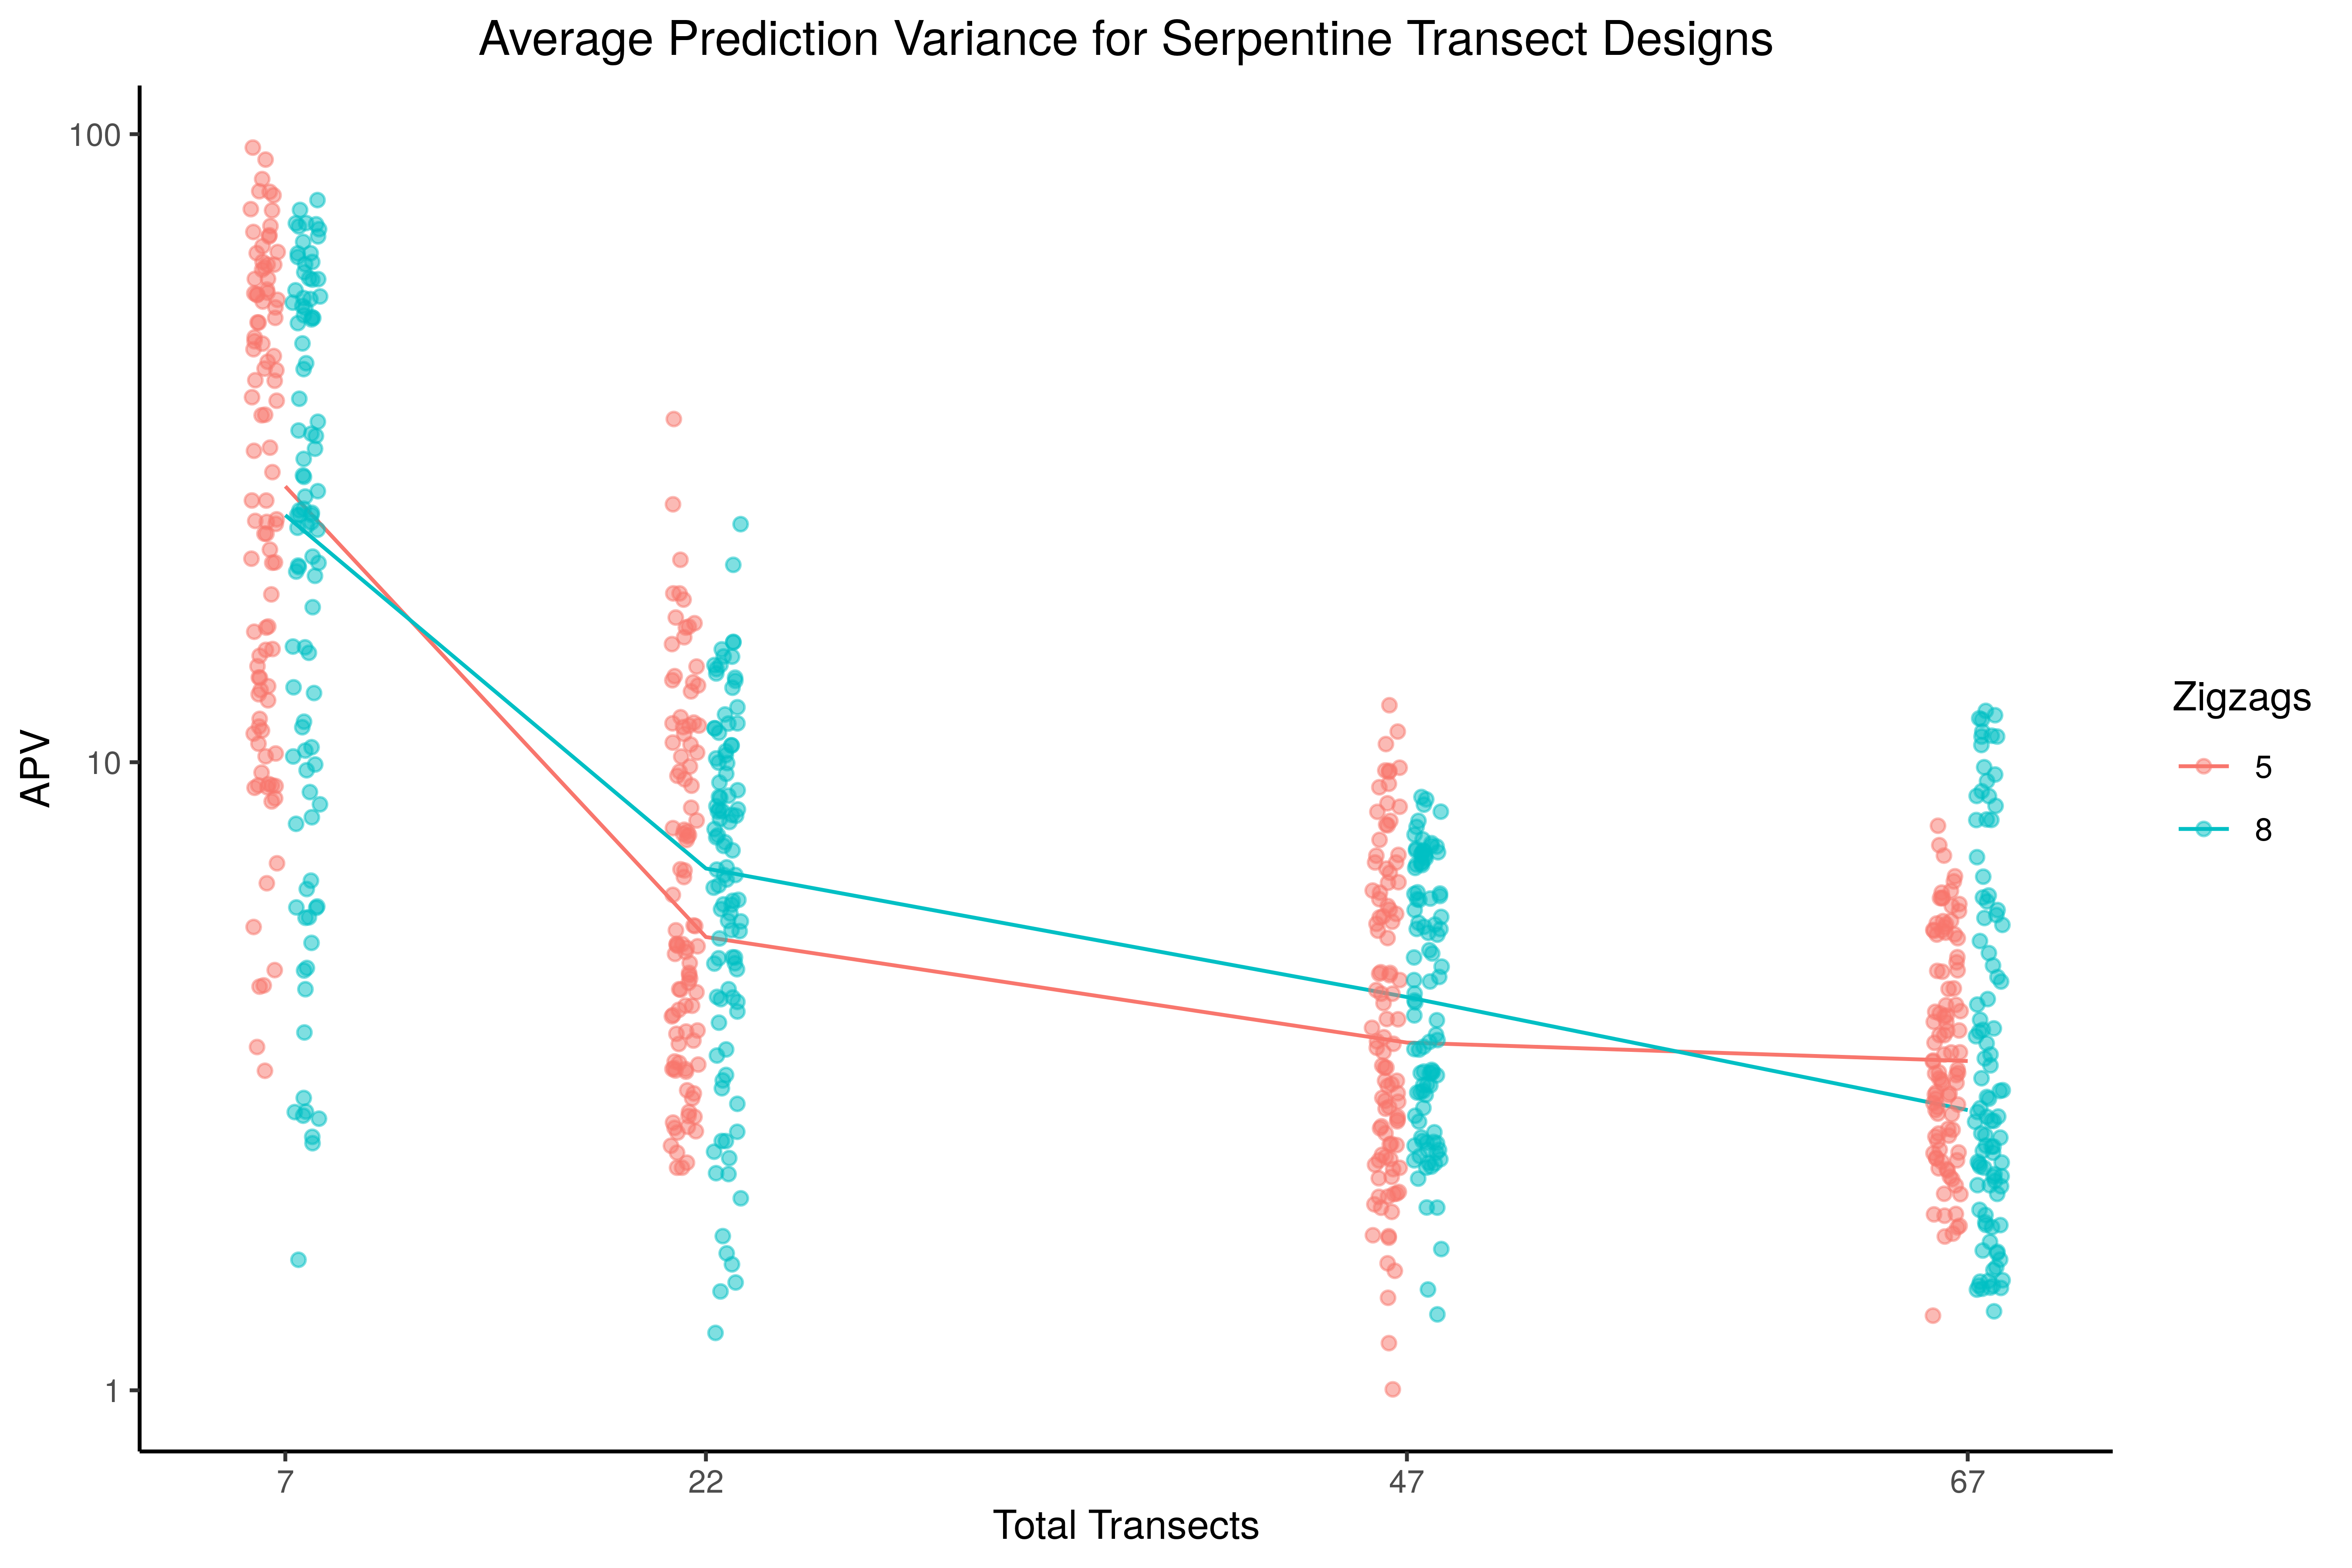 Average Prediction Variance for Serpentine Transect Designs
100
10
1
APV
7 22 47 67
Total Transects
Zigzags
5
8